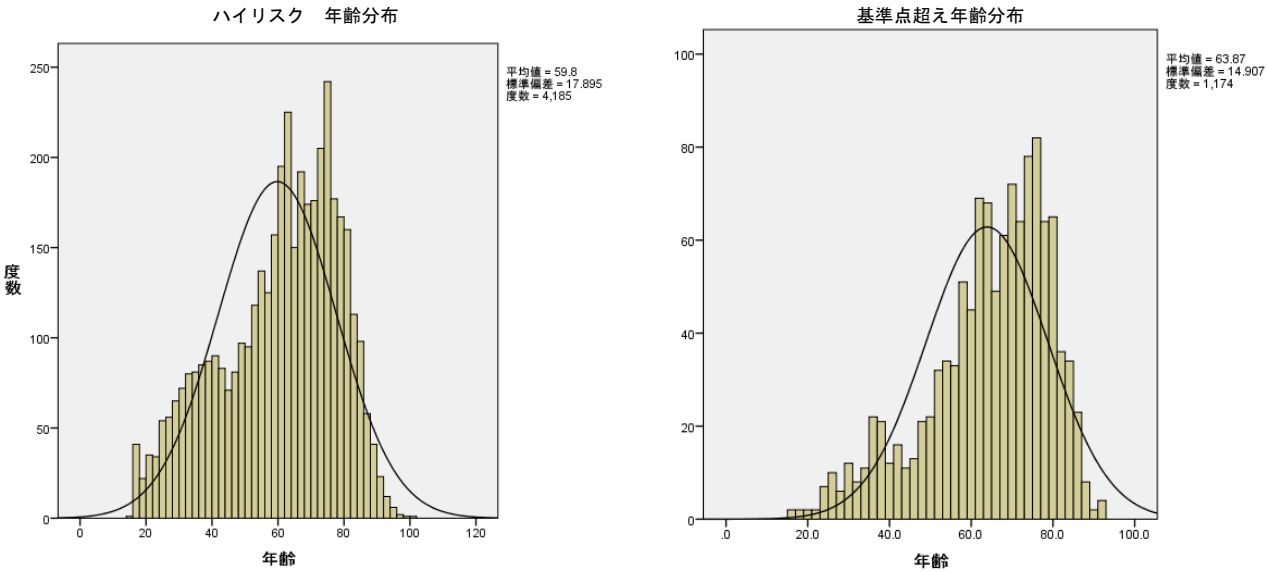 ハイリスク　年齢分布
250
200
150
100
50
0
0 20 40 60 80 100 120
度数
年齢
平均値 = 59.8
標準偏差 = 17.895
度数 = 4,185
基準点超え年齢分布
100
80
60
40
20
0
.0 20.0 40.0 60.0 80.0 100.0
年齢
平均値 = 63.87
標準偏差 = 14.907
度数 = 1,174